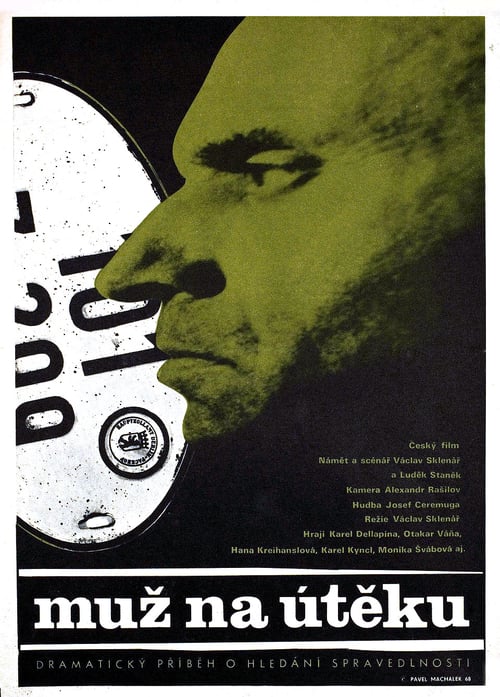 Český film
Námět a scénář Václav Sklenář
a Luděk Staněk
Kamera Alexandr Rašilov
Hudba Josef Ceremuga
Režie Václav Sklenář
Hrají Karel Dellapina, Otakar Váňa,
Hana Kreihanslová, Karel Kyncl, Monika Švábová aj.
muž na útěku
DRAMATICKÝ PŘÍBĚH O HLEDÁNÍ SPRAVEDLNOSTI
PAVEL MACHALEK 68